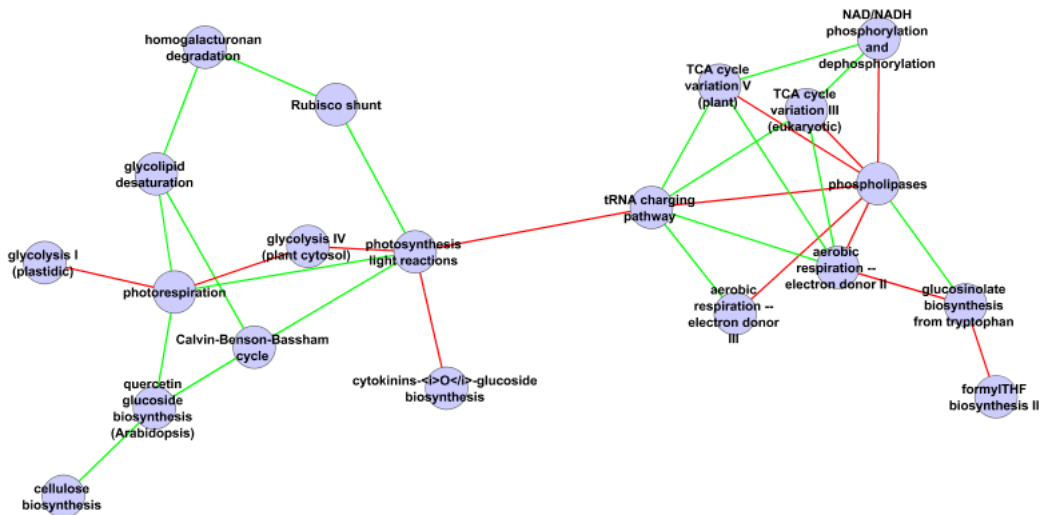 homogalacturonan
degradation
Rubisco shunt
glycolipid
desaturation
glycolysis I
(plastidic)
glycolysis IV
(plant cytosol)
photosynthesis
light reactions
photorespiration
Calvin-Benson-Bassham
cycle
quercetin
glucoside
biosynthesis
(Arabidopsis)
cytokinins-<i>O</i>-glucoside
biosynthesis
cellulose
biosynthesis
NAD/NADH
phosphorylation
and
dephosphorylation
TCA cycle
variation V
(plant)
TCA cycle
variation III
(eukaryotic)
phospholipases
tRNA charging
pathway
aerobic
respiration --
electron donor II
aerobic
respiration --
electron donor
III
glucosinolate
biosynthesis
from tryptophan
formylTHF
biosynthesis II